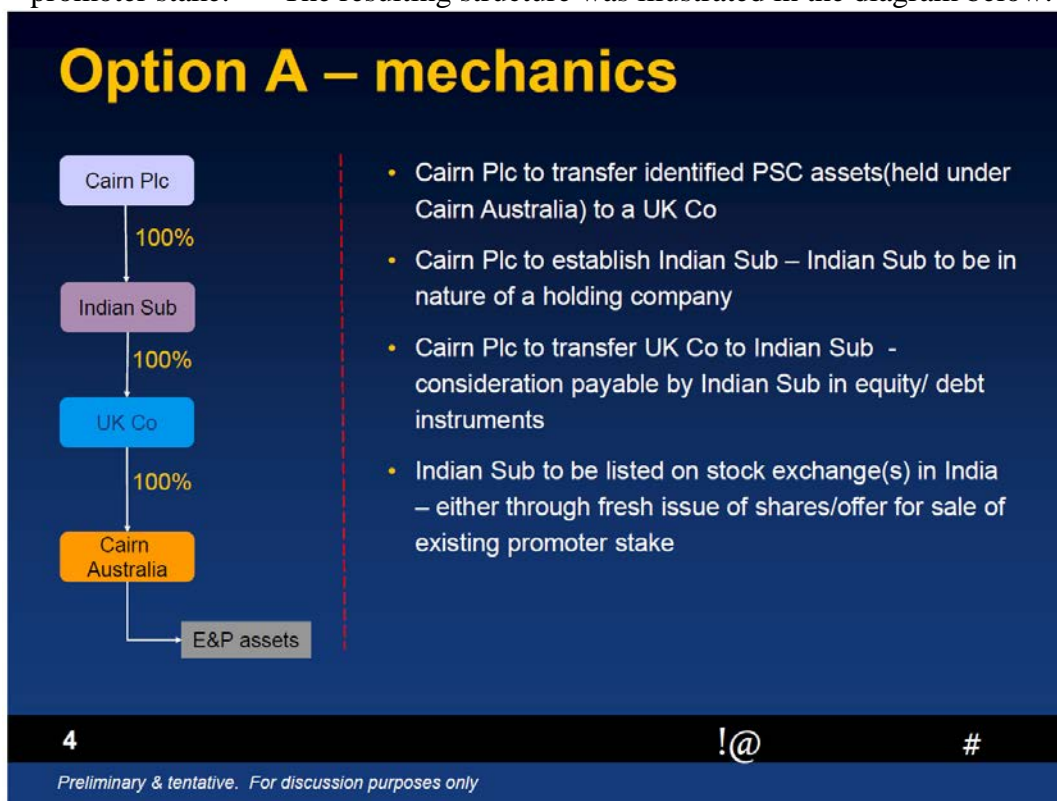 promoter stake. The resulting structure was illustrated in the diagram below:
Option A – mechanics
Cairn Plc
100%
Indian Sub
100%
UK Co
100%
Cairn
Australia
E&P assets
• Cairn Plc to transfer identified PSC assets(held under
Cairn Australia) to a UK Co
• Cairn Plc to establish Indian Sub – Indian Sub to be in
nature of a holding company
• Cairn Plc to transfer UK Co to Indian Sub -
consideration payable by Indian Sub in equity/ debt
instruments
• Indian Sub to be listed on stock exchange(s) in India
– either through fresh issue of shares/offer for sale of
existing promoter stake
4
!@
#
Preliminary & tentative. For discussion purposes only